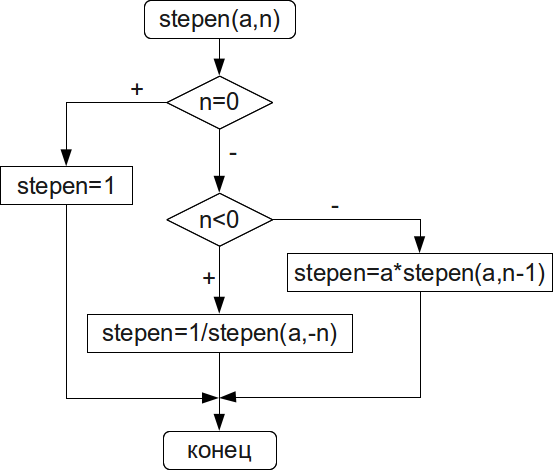 stepen(a,n)
n=0
+
-
stepen=1
n<0
-
+
stepen=a*stepen(a,n-1)
stepen=1/stepen(a,-n)
конец